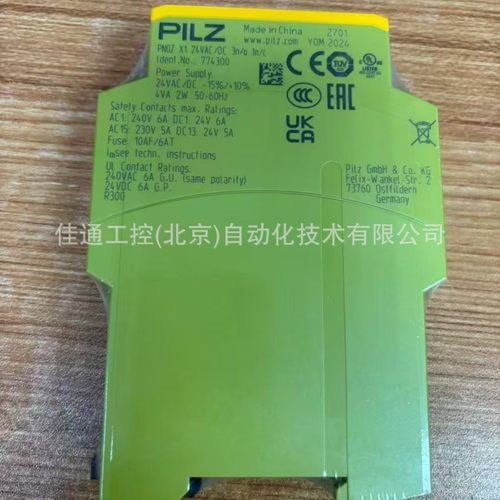 PILZ
Made in China
2701
www.pilz.com
YOM 2024
PNOZ X1 24VAC/DC 3n/o 1n/c
Ident.No.: 774300
Power Supply
24VAC/DC -15%/+10%
4VA 2W 50-60Hz
Safety Contacts max. Ratings:
AC1: 240V 6A DC1: 24V 6A
AC15: 230V 5A DC13: 24V 5A
Fuse: 10AF/6AT
see techn. instructions
UL Contact Ratings:
240VAC 6A G.U. (same polarity)
24VDC 6A G.P.
R300
CE
TÜV
UL
LISTED
CCC
EAC
UK
CA
Pilz GmbH & Co. KG
Felix-Wankel-Str. 2
73760 Ostfildern
Germany
佳通工控(北京)自动化技术有限公司